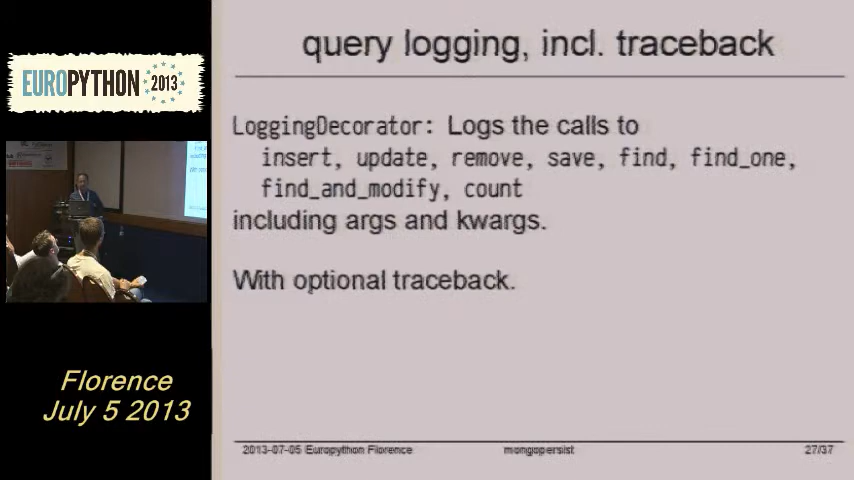 query logging, incl. traceback
EUROPYTHON 2013
LoggingDecorator: Logs the calls to
insert, update, remove, save, find, find_one,
find_and_modify, count
including args and kwargs.
With optional traceback.
Florence
July 5 2013
2013-07-05 Europython Florence
mongopersist
27/37